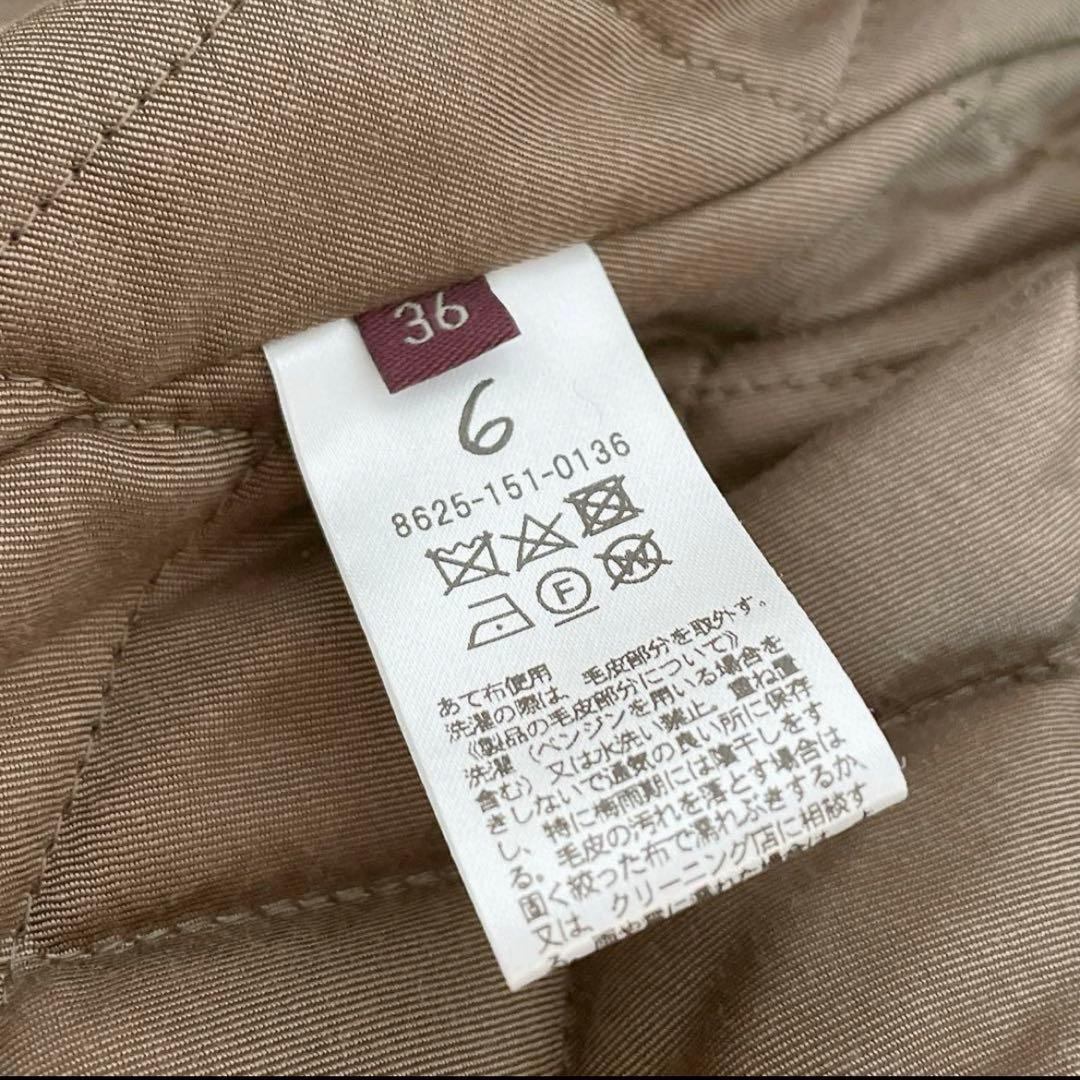 36
6
8625-151-0136
F
W
あて布使用
洗濯の際は、毛皮部分を取外す。
《製品の毛皮部分について》
洗濯(ベンジンを用いる場合を
含む)又は水洗い禁止。重ね置
きしないで通気の良い所に保存
し、特に梅雨期には陰干しをす
る。毛皮の汚れを落とす場合は
固く絞った布で濡れぶきするか
又は、クリーニング店に相談す